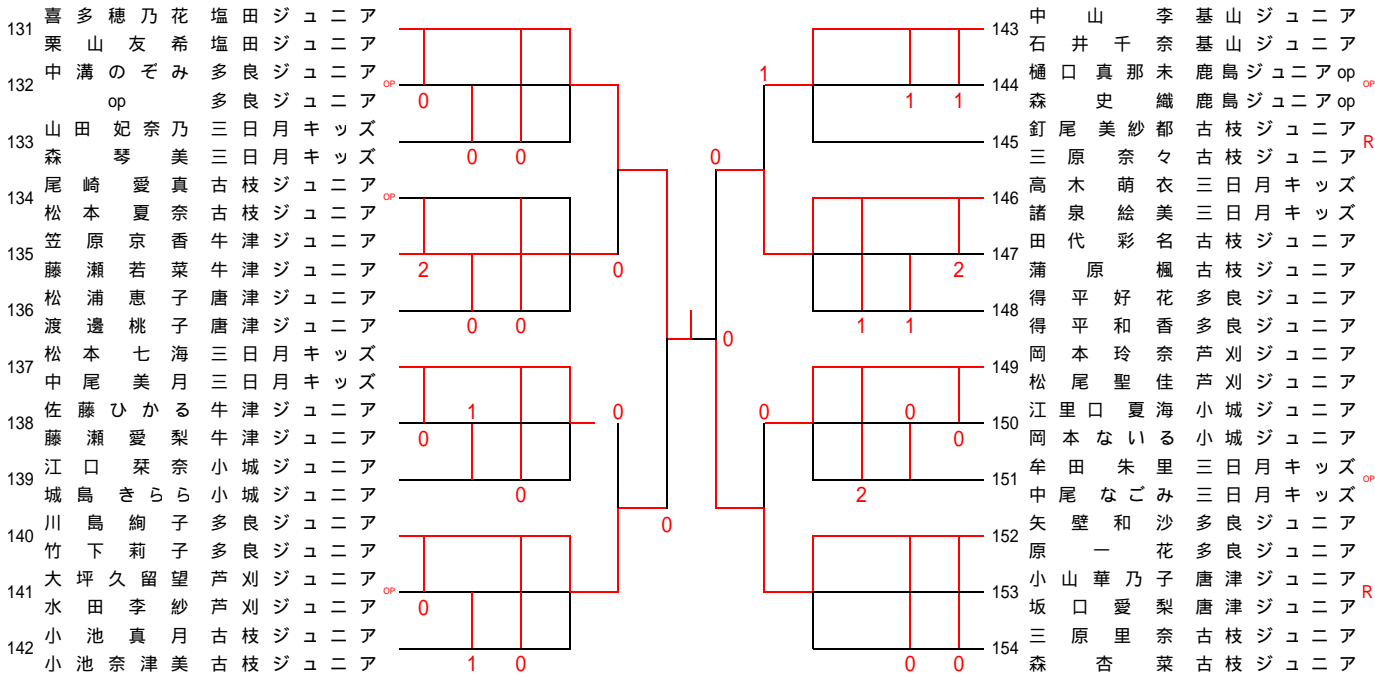 131 喜多穂乃花 塩田ジュニア
栗山友希 塩田ジュニア
132 中溝のぞみ 多良ジュニア OP
op 多良ジュニア
133 山田妃奈乃 三日月キッズ
森琴美 三日月キッズ
134 尾崎愛真 古枝ジュニア OP
松本夏奈 古枝ジュニア
135 笠原京香 牛津ジュニア
藤瀬若菜 牛津ジュニア
136 松浦恵子 唐津ジュニア
渡邊桃子 唐津ジュニア
137 松本七海 三日月キッズ
中尾美月 三日月キッズ
138 佐藤ひかる 牛津ジュニア
藤瀬愛梨 牛津ジュニア
139 江口栞奈 小城ジュニア
城島きらら 小城ジュニア
140 川島絢子 多良ジュニア
竹下莉子 多良ジュニア
141 大坪久留望 芦刈ジュニア OP
水田李紗 芦刈ジュニア
142 小池真月 古枝ジュニア
小池奈津美 古枝ジュニア
0
0 0
2
0 0
0
1
0
0
0
0
1 0
0
0
1
1 1
0
2
1 1
0
0
0
0
2
0 0
143 中山李 基山ジュニア
石井千奈 基山ジュニア
144 樋口真那未 鹿島ジュニアop OP
森史織 鹿島ジュニアop
145 釘尾美紗都 古枝ジュニア R
三原奈々 古枝ジュニア
146 高木萌衣 三日月キッズ
諸泉絵美 三日月キッズ
147 田代彩名 古枝ジュニア
蒲原楓 古枝ジュニア
148 得平好花 多良ジュニア
得平和香 多良ジュニア
149 岡本玲奈 芦刈ジュニア
松尾聖佳 芦刈ジュニア
150 江里口夏海 小城ジュニア
岡本ないる 小城ジュニア
151 牟田朱里 三日月キッズ OP
中尾なごみ 三日月キッズ
152 矢壁和沙 多良ジュニア
原一花 多良ジュニア
153 小山華乃子 唐津ジュニア R
坂口愛梨 唐津ジュニア
154 三原里奈 古枝ジュニア
森杏菜 古枝ジュニア